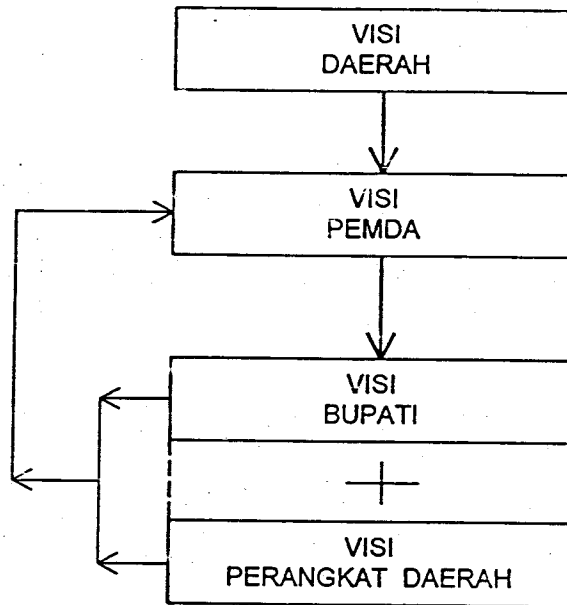 VISI
DAERAH
VISI
PEMDA
VISI
BUPATI
+
VISI
PERANGKAT DAERAH